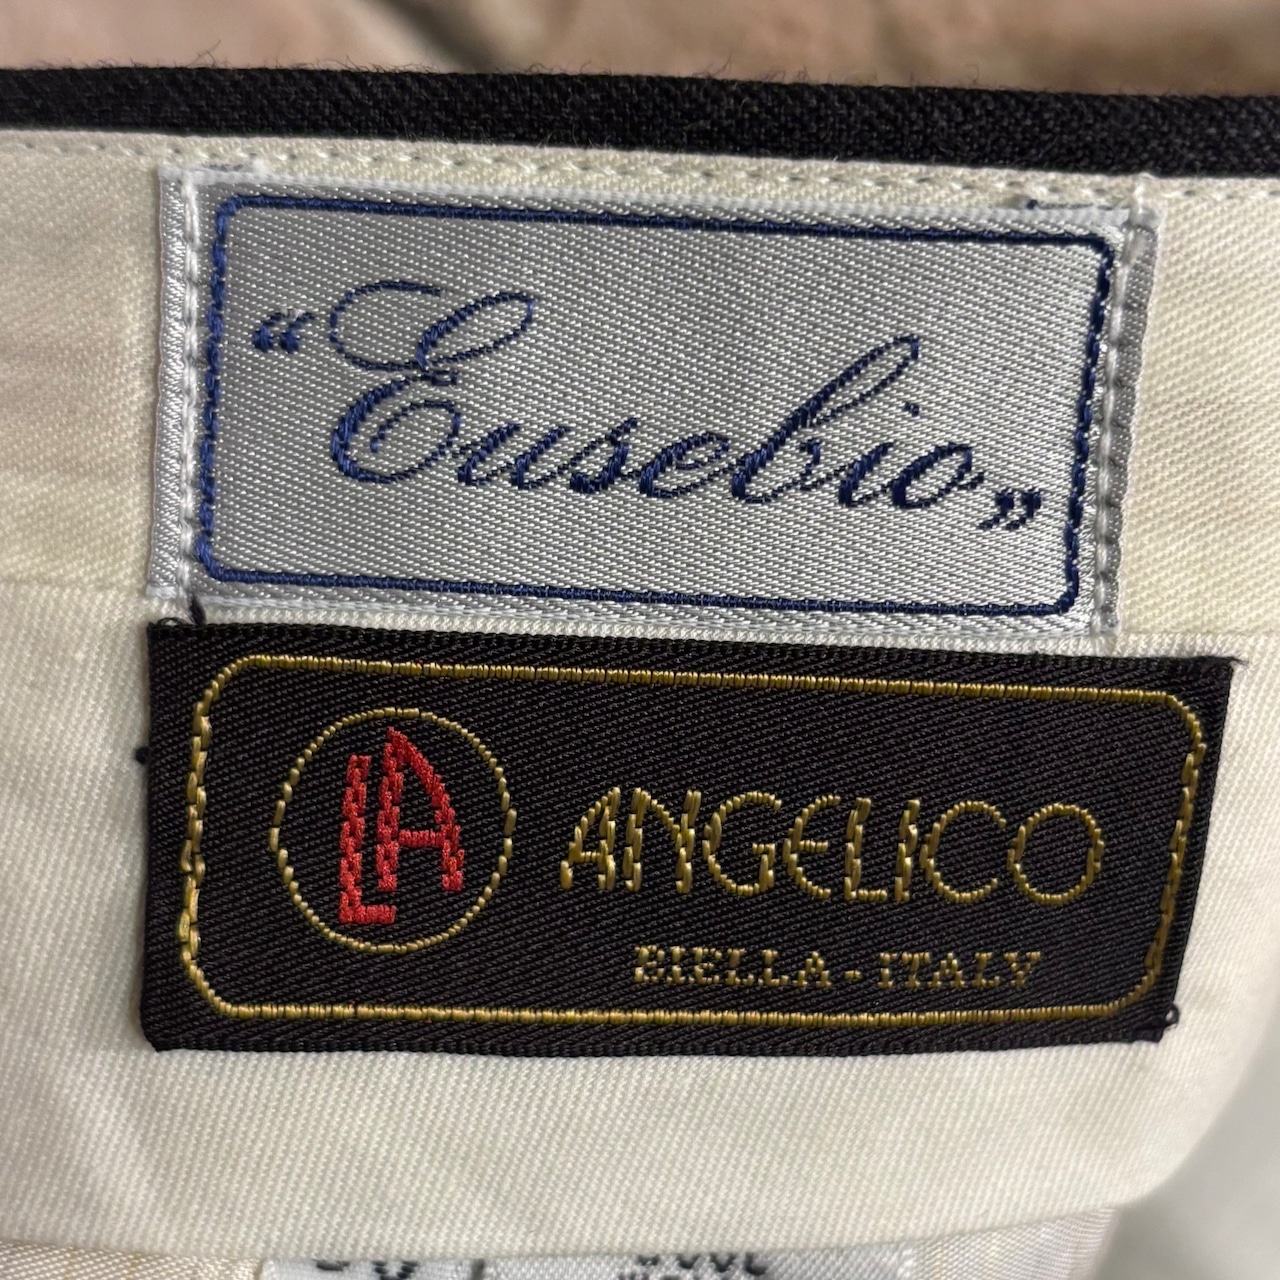 “Eusebio”
LA ANGELICO
BIELLA - ITALY